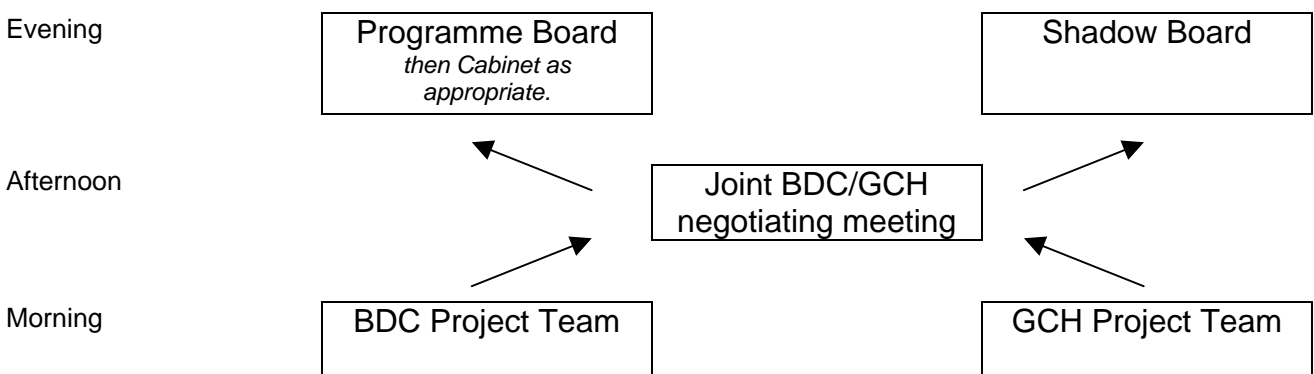 Evening
Programme Board
then Cabinet as
appropriate.
Shadow Board
Afternoon
Joint BDC/GCH
negotiating meeting
Morning
BDC Project Team
GCH Project Team